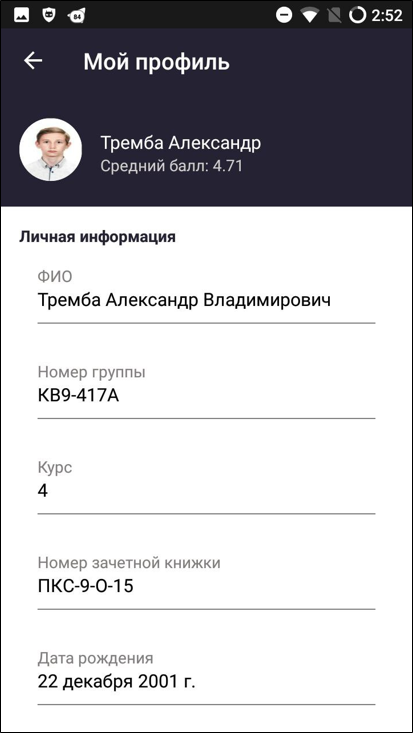 84
2:52
Мой профиль
Тремба Александр
Средний балл: 4.71
Личная информация
ФИО
Тремба Александр Владимирович
Номер группы
КВ9-417А
Курс
4
Номер зачетной книжки
ПКС-9-О-15
Дата рождения
22 декабря 2001 г.